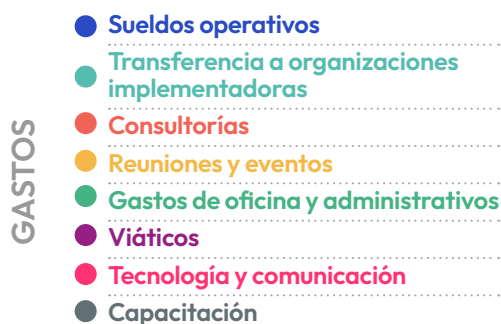 GASTOS
Sueldos operativos
Transferencia a organizaciones
implementadoras
Consultorías
Reuniones y eventos
Gastos de oficina y administrativos
Viáticos
Tecnología y comunicación
Capacitación